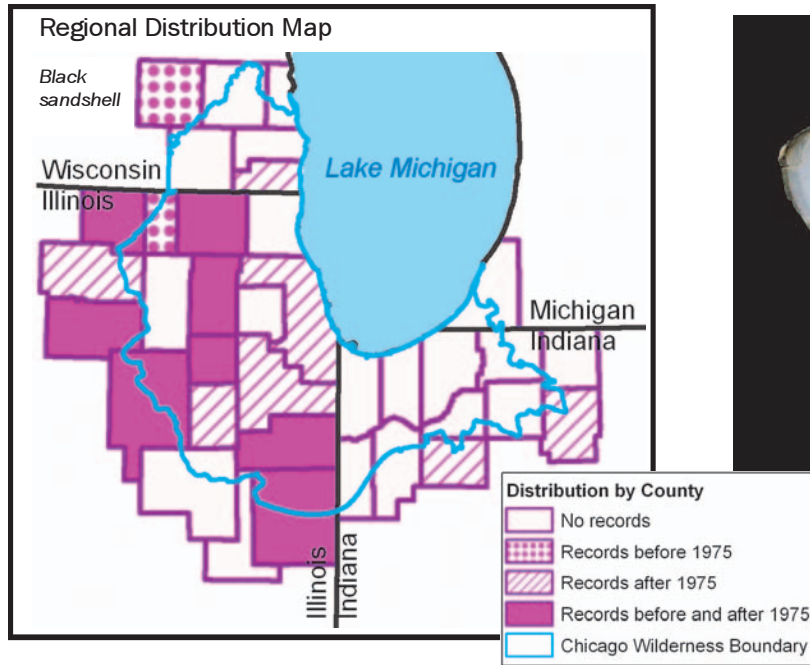 Regional Distribution Map
Black
sandshell
Wisconsin
Illinois
Lake Michigan
Michigan
Indiana
Illinois
Indiana
Distribution by County
No records
Records before 1975
Records after 1975
Records before and after 1975
Chicago Wilderness Boundary